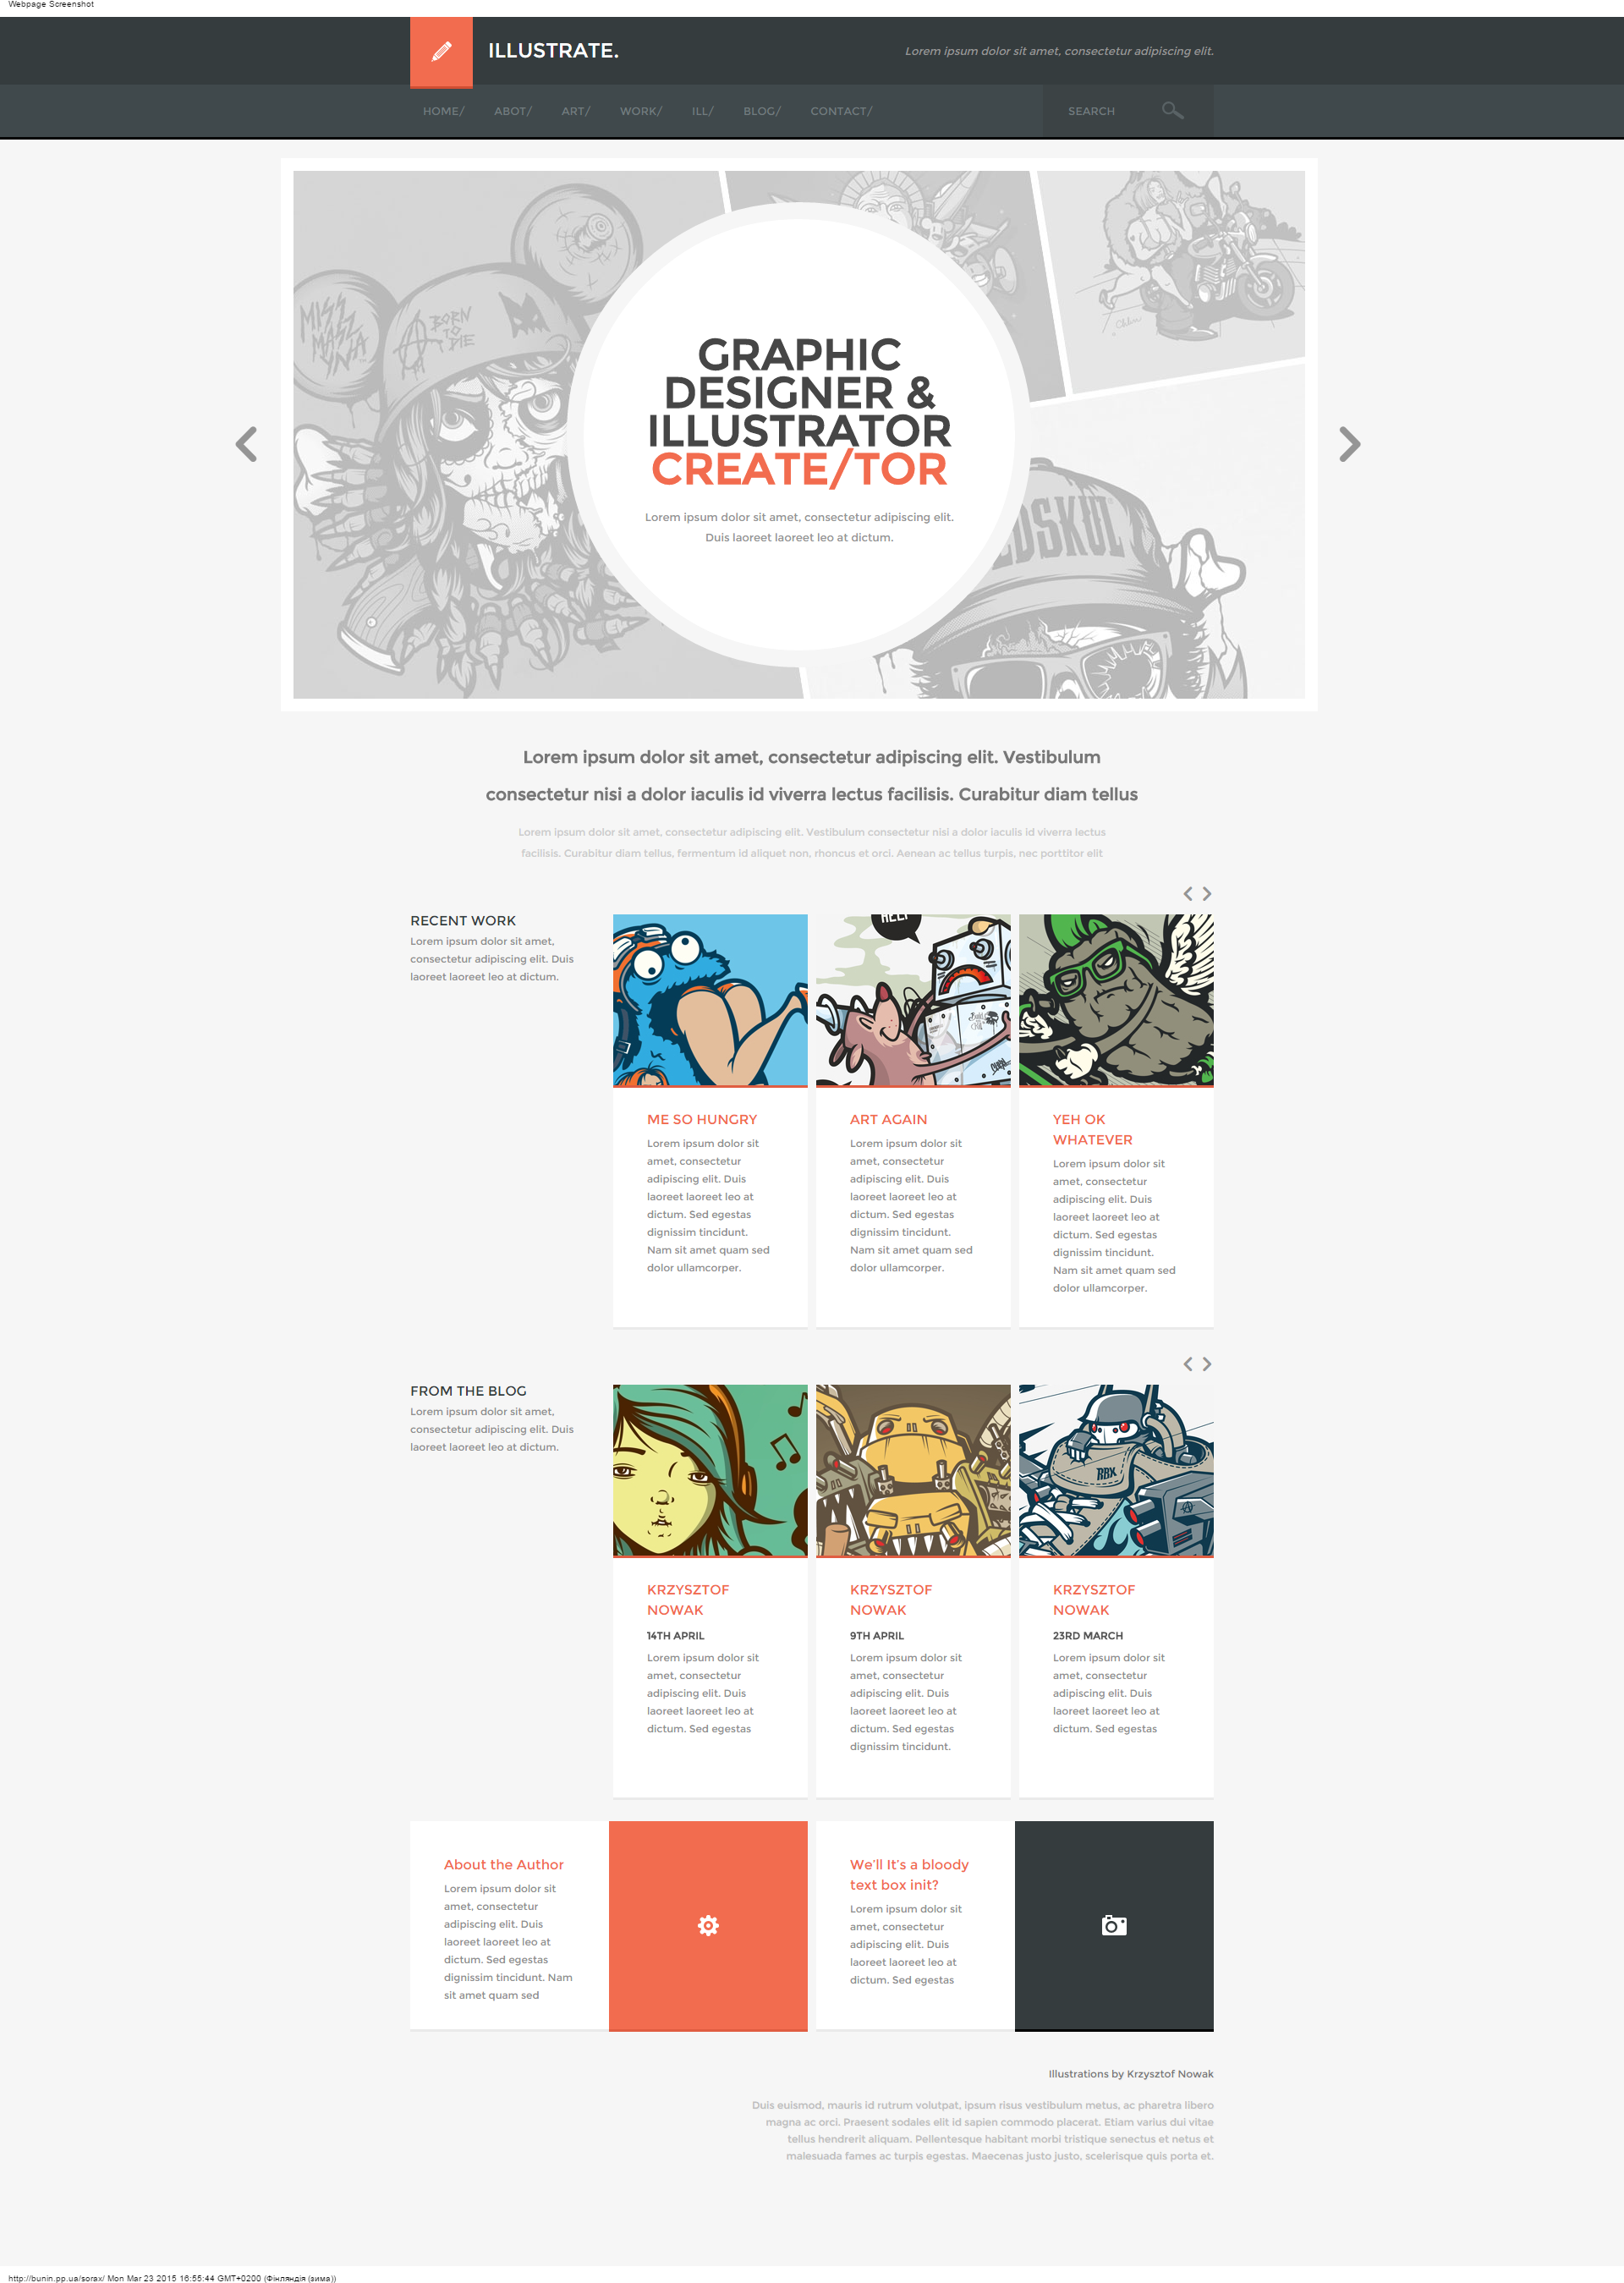 Webpage Screenshot
ILLUSTRATE.
Lorem ipsum dolor sit amet, consectetur adipiscing elit.
HOME/ ABOT/ ART/ WORK/ ILL/ BLOG/ CONTACT/ SEARCH
MISS MANIA
BORN TO DIE
OLDSKUL
GRAPHIC
DESIGNER &
ILLUSTRATOR
CREATE/TOR
Lorem ipsum dolor sit amet, consectetur adipiscing elit.
Duis laoreet laoreet leo at dictum.
Lorem ipsum dolor sit amet, consectetur adipiscing elit. Vestibulum
consectetur nisi a dolor iaculis id viverra lectus facilisis. Curabitur diam tellus
Lorem ipsum dolor sit amet, consectetur adipiscing elit. Vestibulum consectetur nisi a dolor iaculis id viverra lectus
facilisis. Curabitur diam tellus, fermentum id aliquet non, rhoncus et orci. Aenean ac tellus turpis, nec porttitor elit
RECENT WORK
Lorem ipsum dolor sit amet,
consectetur adipiscing elit. Duis
laoreet laoreet leo at dictum.
HELP
ME SO HUNGRY
Lorem ipsum dolor sit
amet, consectetur
adipiscing elit. Duis
laoreet laoreet leo at
dictum. Sed egestas
dignissim tincidunt.
Nam sit amet quam sed
dolor ullamcorper.
ART AGAIN
Lorem ipsum dolor sit
amet, consectetur
adipiscing elit. Duis
laoreet laoreet leo at
dictum. Sed egestas
dignissim tincidunt.
Nam sit amet quam sed
dolor ullamcorper.
YEH OK
WHATEVER
Lorem ipsum dolor sit
amet, consectetur
adipiscing elit. Duis
laoreet laoreet leo at
dictum. Sed egestas
dignissim tincidunt.
Nam sit amet quam sed
dolor ullamcorper.
FROM THE BLOG
Lorem ipsum dolor sit amet,
consectetur adipiscing elit. Duis
laoreet laoreet leo at dictum.
RBX
KRZYSZTOF
NOWAK
14TH APRIL
Lorem ipsum dolor sit
amet, consectetur
adipiscing elit. Duis
laoreet laoreet leo at
dictum. Sed egestas
KRZYSZTOF
NOWAK
9TH APRIL
Lorem ipsum dolor sit
amet, consectetur
adipiscing elit. Duis
laoreet laoreet leo at
dictum. Sed egestas
dignissim tincidunt.
KRZYSZTOF
NOWAK
23RD MARCH
Lorem ipsum dolor sit
amet, consectetur
adipiscing elit. Duis
laoreet laoreet leo at
dictum. Sed egestas
About the Author
Lorem ipsum dolor sit
amet, consectetur
adipiscing elit. Duis
laoreet laoreet leo at
dictum. Sed egestas
dignissim tincidunt. Nam
sit amet quam sed
We'll It's a bloody
text box init?
Lorem ipsum dolor sit
amet, consectetur
adipiscing elit. Duis
laoreet laoreet leo at
dictum. Sed egestas
Illustrations by Krzysztof Nowak
Duis euismod, mauris id rutrum volutpat, ipsum risus vestibulum metus, ac pharetra libero
magna ac orci. Praesent sodales elit id sapien commodo placerat. Etiam varius dui vitae
tellus hendrerit aliquam. Pellentesque habitant morbi tristique senectus et netus et
malesuada fames ac turpis egestas. Maecenas justo justo, scelerisque quis porta et.
http://bunin.pp.ua/sorax/ Mon Mar 23 2015 16:55:44 GMT+0200 (Фінляндія (зима))